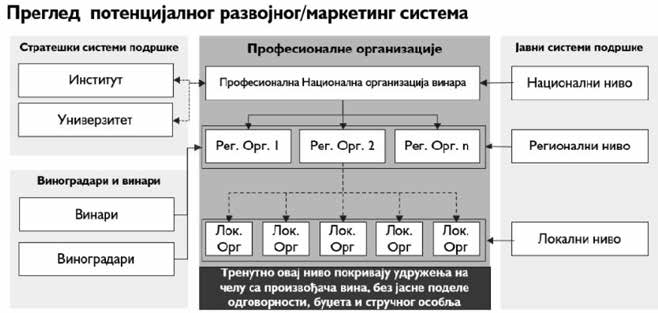 Преглед потенцијалног развојног/маркетинг система
Стратешки системи подршке
Институт
Универзитет
Виноградари и винари
Винари
Виноградари
Професионалне организације
Професионална Национална организација винара
Рег. Орг. 1
Рег. Орг. 2
Рег. Орг. n
Лок.
Орг
Лок.
Орг
Лок.
Орг
Лок.
Орг
Лок.
Орг
Тренутно овај ниво покривају удружења на
челу са произвођача вина, без јасне поделе
одговорности, буџета и стручног особља
Јавни системи подршке
Национални ниво
Регионални ниво
Локални ниво